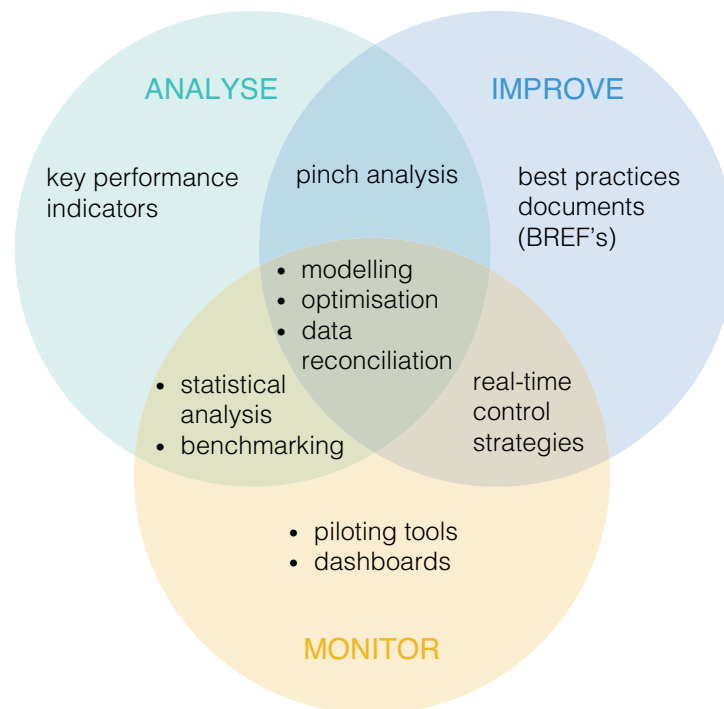 ANALYSE
IMPROVE
key performance
indicators
pinch analysis
best practices
documents
(BREF's)
• modelling
• optimisation
• data
reconciliation
• statistical
analysis
• benchmarking
real-time
control
strategies
• piloting tools
• dashboards
MONITOR